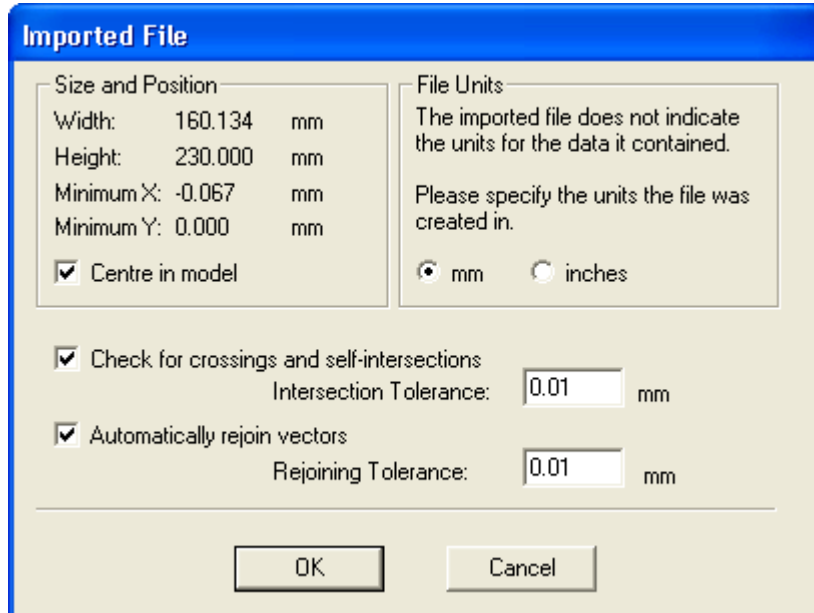 Imported File
Size and Position
Width: 160.134 mm
Height: 230.000 mm
Minimum X: -0.067 mm
Minimum Y: 0.000 mm
Centre in model
File Units
The imported file does not indicate
the units for the data it contained.
Please specify the units the file was
created in.
mm inches
Check for crossings and self-intersections
Intersection Tolerance: 0.01 mm
Automatically rejoin vectors
Rejoining Tolerance: 0.01 mm
OK Cancel